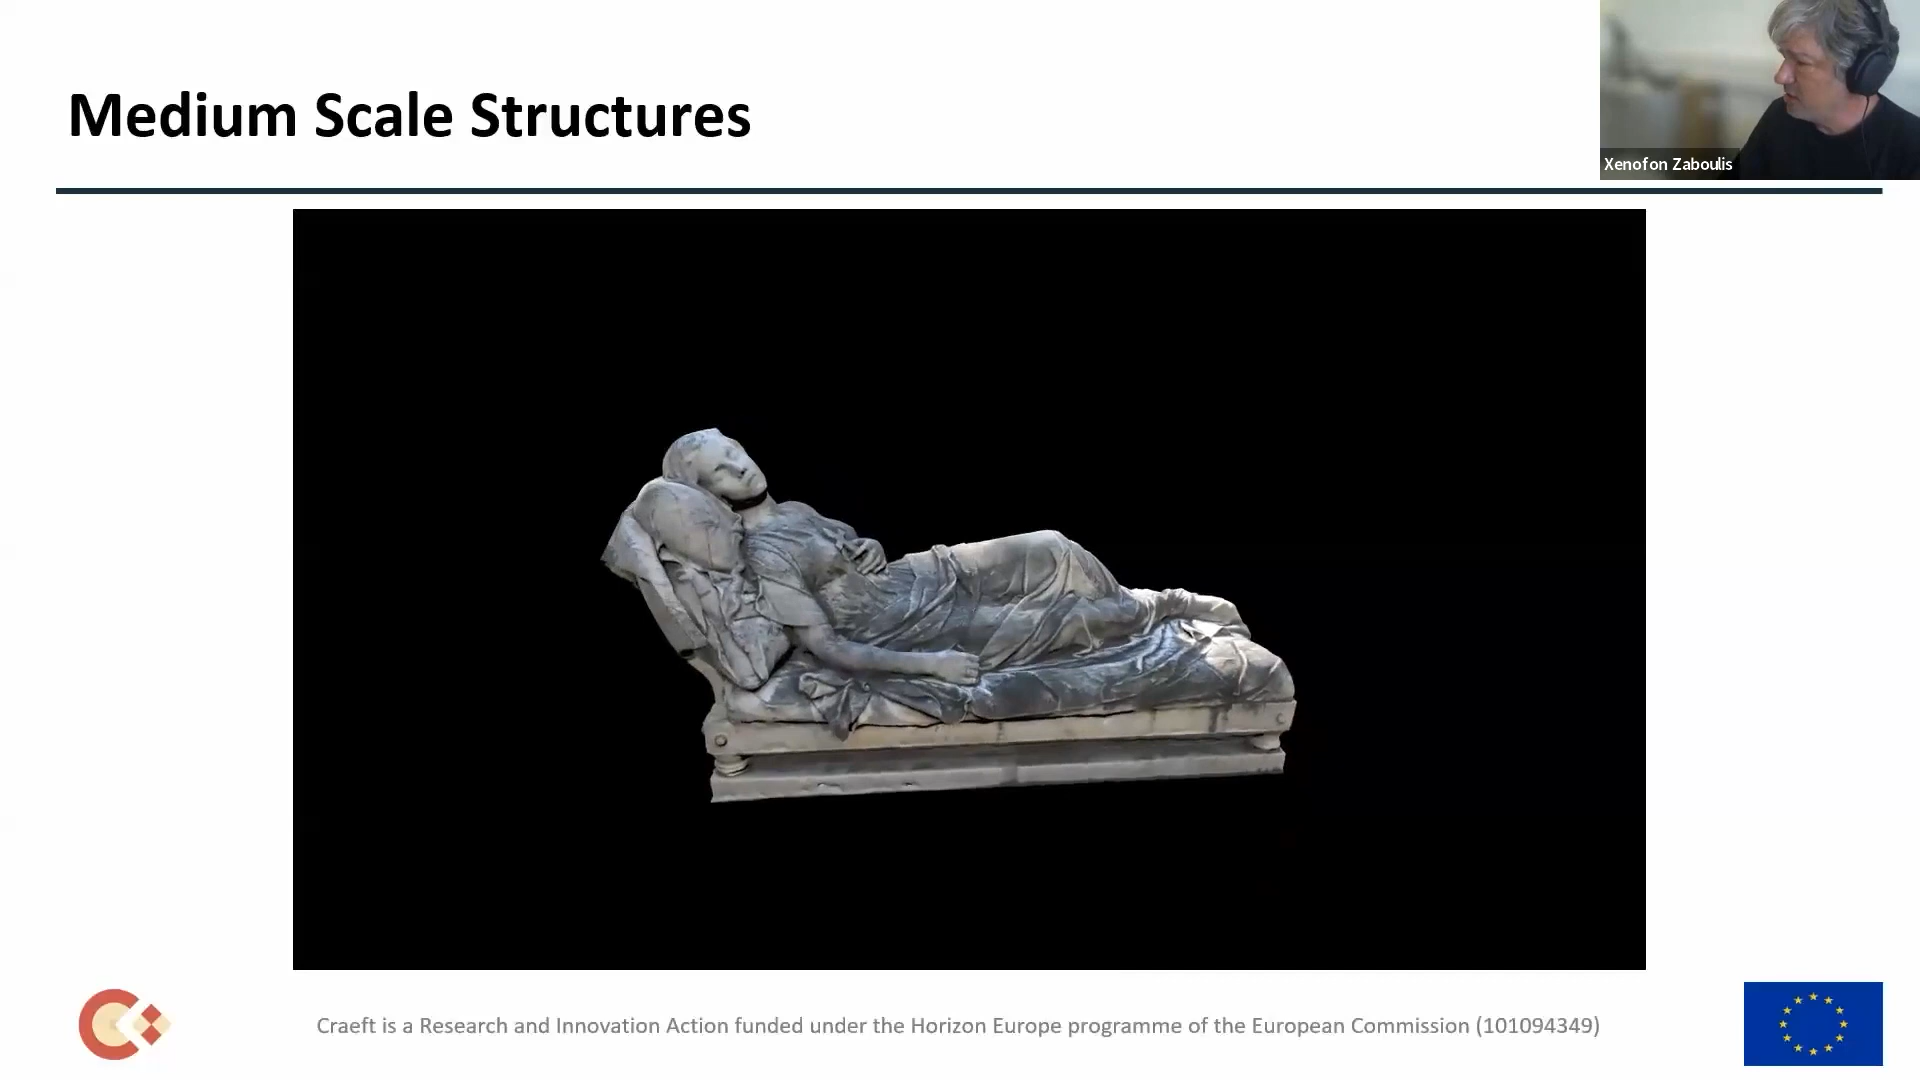 Medium Scale Structures
Xenofon Zaboulis
Craeft is a Research and Innovation Action funded under the Horizon Europe programme of the European Commission (101094349)